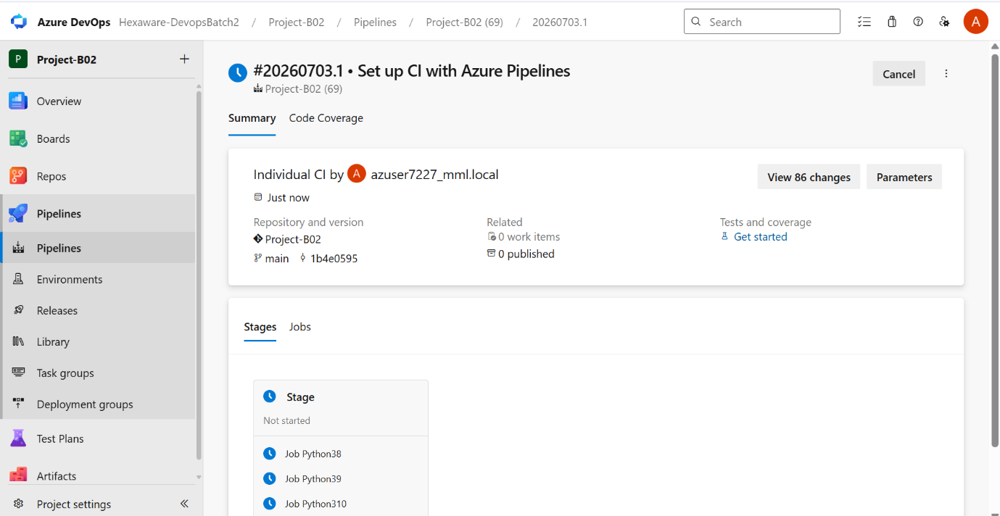 Azure DevOps Hexaware-DevopsBatch2 / Project-B02 / Pipelines / Project-B02 (69) / 20260703.1 Search A
P Project-B02 +
Overview
Boards
Repos
Pipelines
Pipelines
Environments
Releases
Library
Task groups
Deployment groups
Test Plans
Artifacts
Project settings
#20260703.1 • Set up CI with Azure Pipelines
Project-B02 (69)
Cancel
Summary Code Coverage
Individual CI by A azuser7227_mml.local
View 86 changes Parameters
Just now
Repository and version
Project-B02
main 1b4e0595
Related
0 work items
0 published
Tests and coverage
Get started
Stages Jobs
Stage
Not started
Job Python38
Job Python39
Job Python310